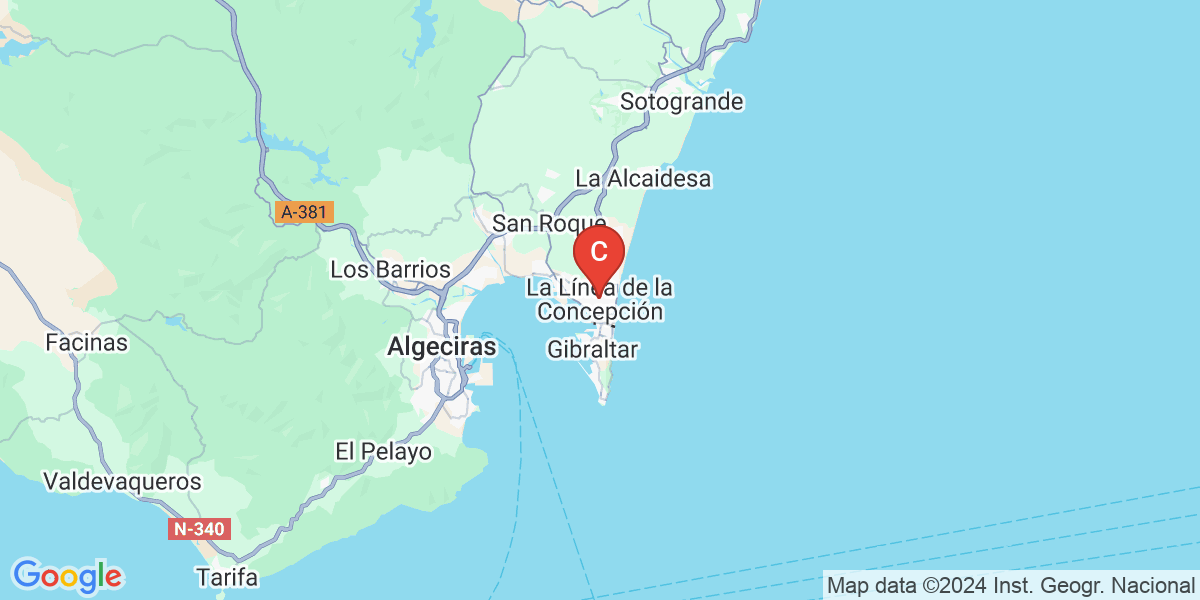 Sotogrande
La Alcaidesa
A-381
San Roque
C
Los Barrios
La Línea de la
Concepción
Facinas
Algeciras
Gibraltar
El Pelayo
Valdevaqueros
N-340
Tarifa
Google
Map data ©2024 Inst. Geogr. Nacional